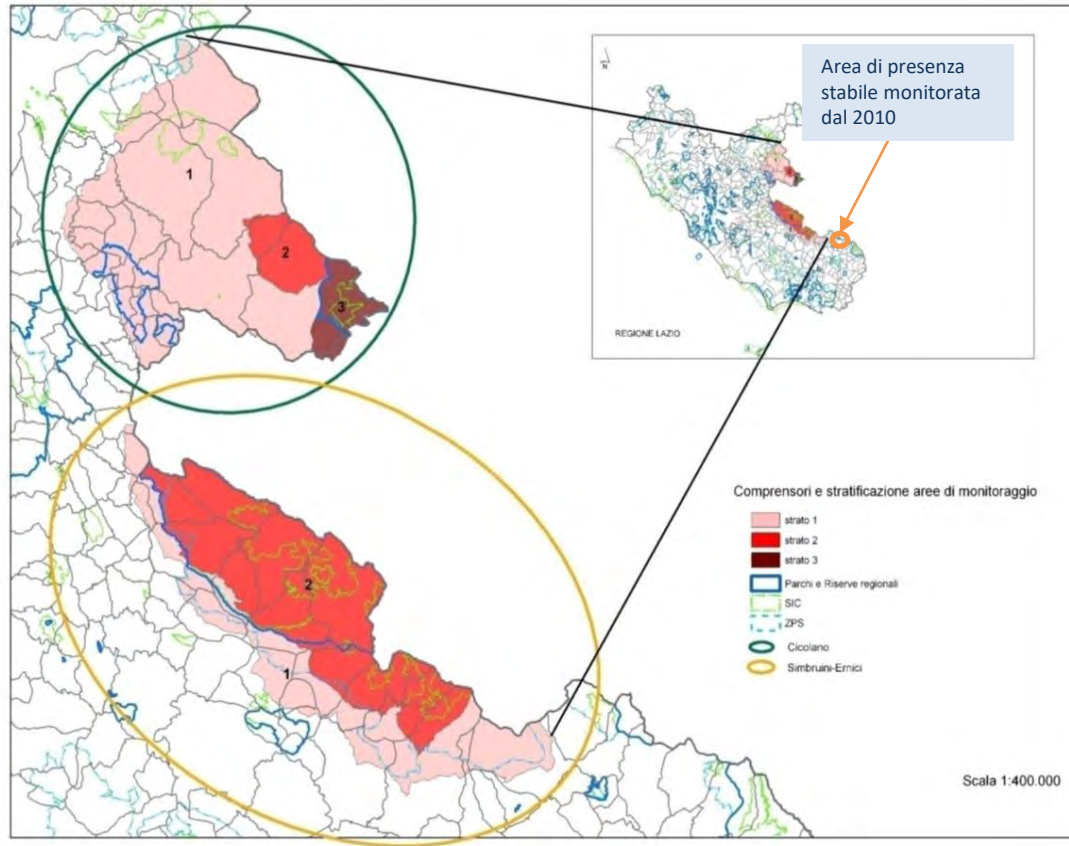 Area di presenza
stabile monitorata
dal 2010
N
REGIONE LAZIO
1
2
3
2
1
Comprensori e stratificazione aree di monitoraggio
strato 1
strato 2
strato 3
Parchi e Riserve regionali
SIC
ZPS
Cicolano
Simbruini-Ernici
Scala 1:400.000